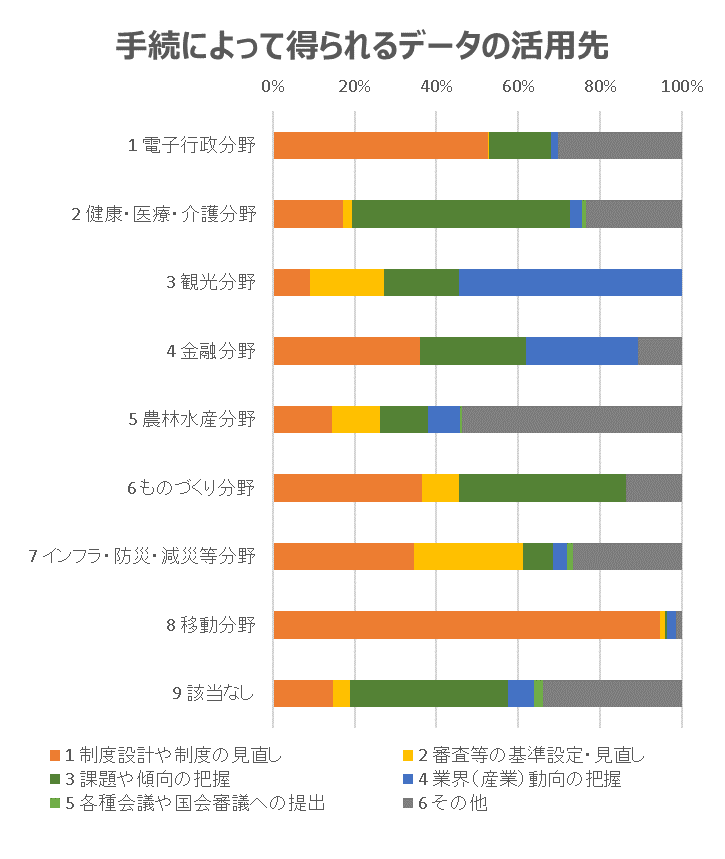 手続によって得られるデータの活用先
0% 20% 40% 60% 80% 100%
1 電子行政分野
2 健康・医療・介護分野
3 観光分野
4 金融分野
5 農林水産分野
6 ものづくり分野
7 インフラ・防災・減災等分野
8 移動分野
9 該当なし
1 制度設計や制度の見直し 2 審査等の基準設定・見直し
3 課題や傾向の把握 4 業界（産業）動向の把握
5 各種会議や国会審議への提出 6 その他